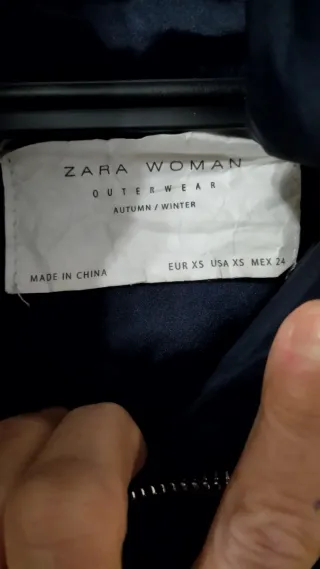 ZARA WOMAN
OUTERWEAR
AUTUMN / WINTER
MADE IN CHINA
EUR XS USA XS MEX 24